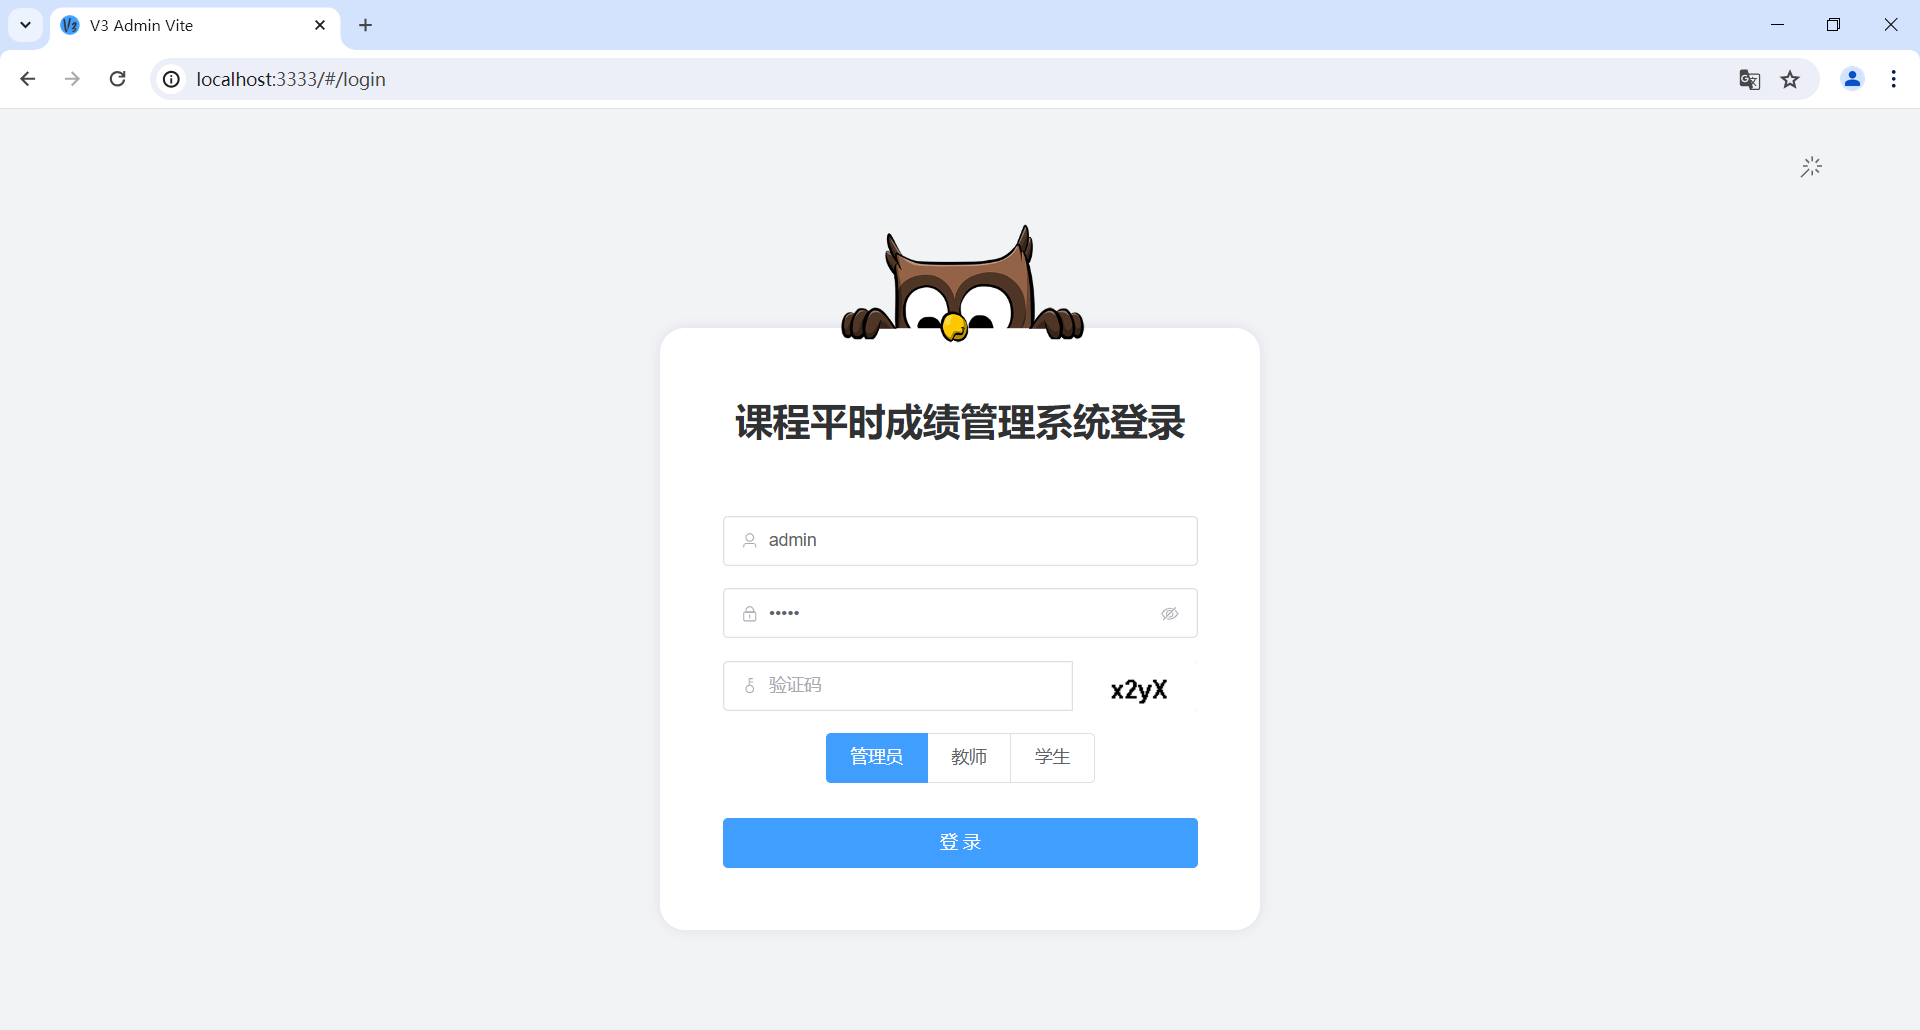 V3 Admin Vite
localhost:3333/#/login
课程平时成绩管理系统登录
admin
•••••
验证码
x2yX
管理员 教师 学生
登 录